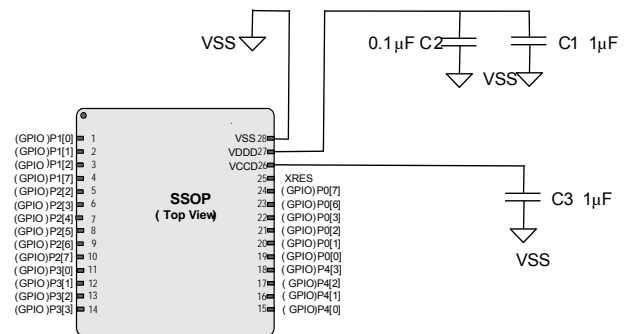 VSS
0.1µF C2
C1 1µF
VSS
(GPIO)P1[0] 1
(GPIO)P1[1] 2
(GPIO)P1[2] 3
(GPIO)P1[7] 4
(GPIO)P2[2] 5
(GPIO)P2[3] 6
(GPIO)P2[4] 7
(GPIO)P2[5] 8
(GPIO)P2[6] 9
(GPIO)P2[7] 10
(GPIO)P3[0] 11
(GPIO)P3[1] 12
(GPIO)P3[2] 13
(GPIO)P3[3] 14
SSOP
(Top View)
VSS 28
VDDD 27
VCCD 26
25 XRES
24 (GPIO)P0[7]
23 (GPIO)P0[6]
22 (GPIO)P0[3]
21 (GPIO)P0[2]
20 (GPIO)P0[1]
19 (GPIO)P0[0]
18 (GPIO)P4[3]
17 (GPIO)P4[2]
16 (GPIO)P4[1]
15 (GPIO)P4[0]
C3 1µF
VSS